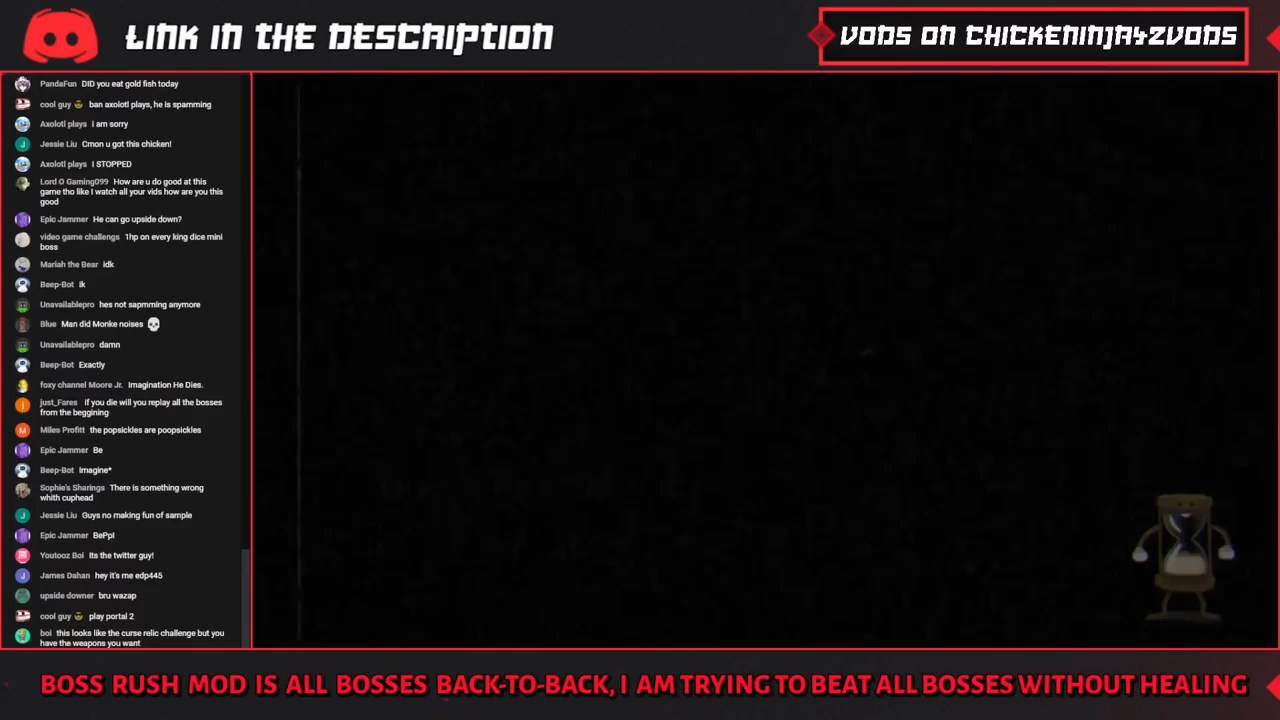 LINK IN THE DESCRIPTION
VODS ON CHICKENINJA42VODS
PandaFun DID you eat gold fish today
cool guy 😎 ban axolotl plays, he is spamming
Axolotl plays I am sorry
Jessie Liu Cmon u got this chicken!
Axolotl plays I STOPPED
Lord O Gaming099 How are u do good at this
game tho like I watch all your vids how are you this
good
Epic Jammer He can go upside down?
video game challengs 1hp on every king dice mini
boss
Mariah the Bear idk
Beep-Bot Ik
Unavailablepro hes not sapmming anymore
Blue Man did Monke noises 💀
Unavailablepro damn
Beep-Bot Exactly
foxy channel Moore Jr. Imagination He Dies.
just_Fares if you die will you replay all the bosses
from the beggining
Miles Profitt the popsickles are poopsickles
Epic Jammer Be
Beep-Bot Imagine*
Sophie's Sharings There is something wrong
whith cuphead
Jessie Liu Guys no making fun of sample
Epic Jammer BePpI
Youtooz Boi Its the twitter guy!
James Dahan hey it's me edp445
upside downer bru wazap
cool guy 😎 play portal 2
boi this looks like the curse relic challenge but you
have the weapons you want
BOSS RUSH MOD IS ALL BOSSES BACK-TO-BACK, I AM TRYING TO BEAT ALL BOSSES WITHOUT HEALING